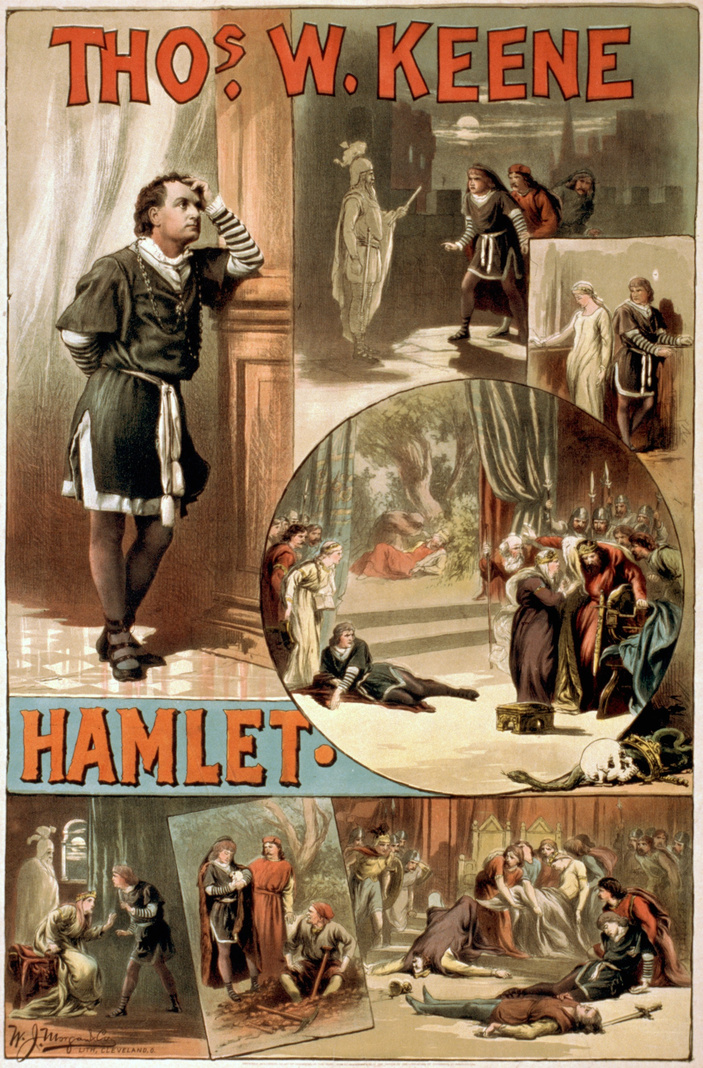 THOS. W. KEENE
HAMLET.
W. J. Morgan & Co.
LITH, CLEVELAND, O.